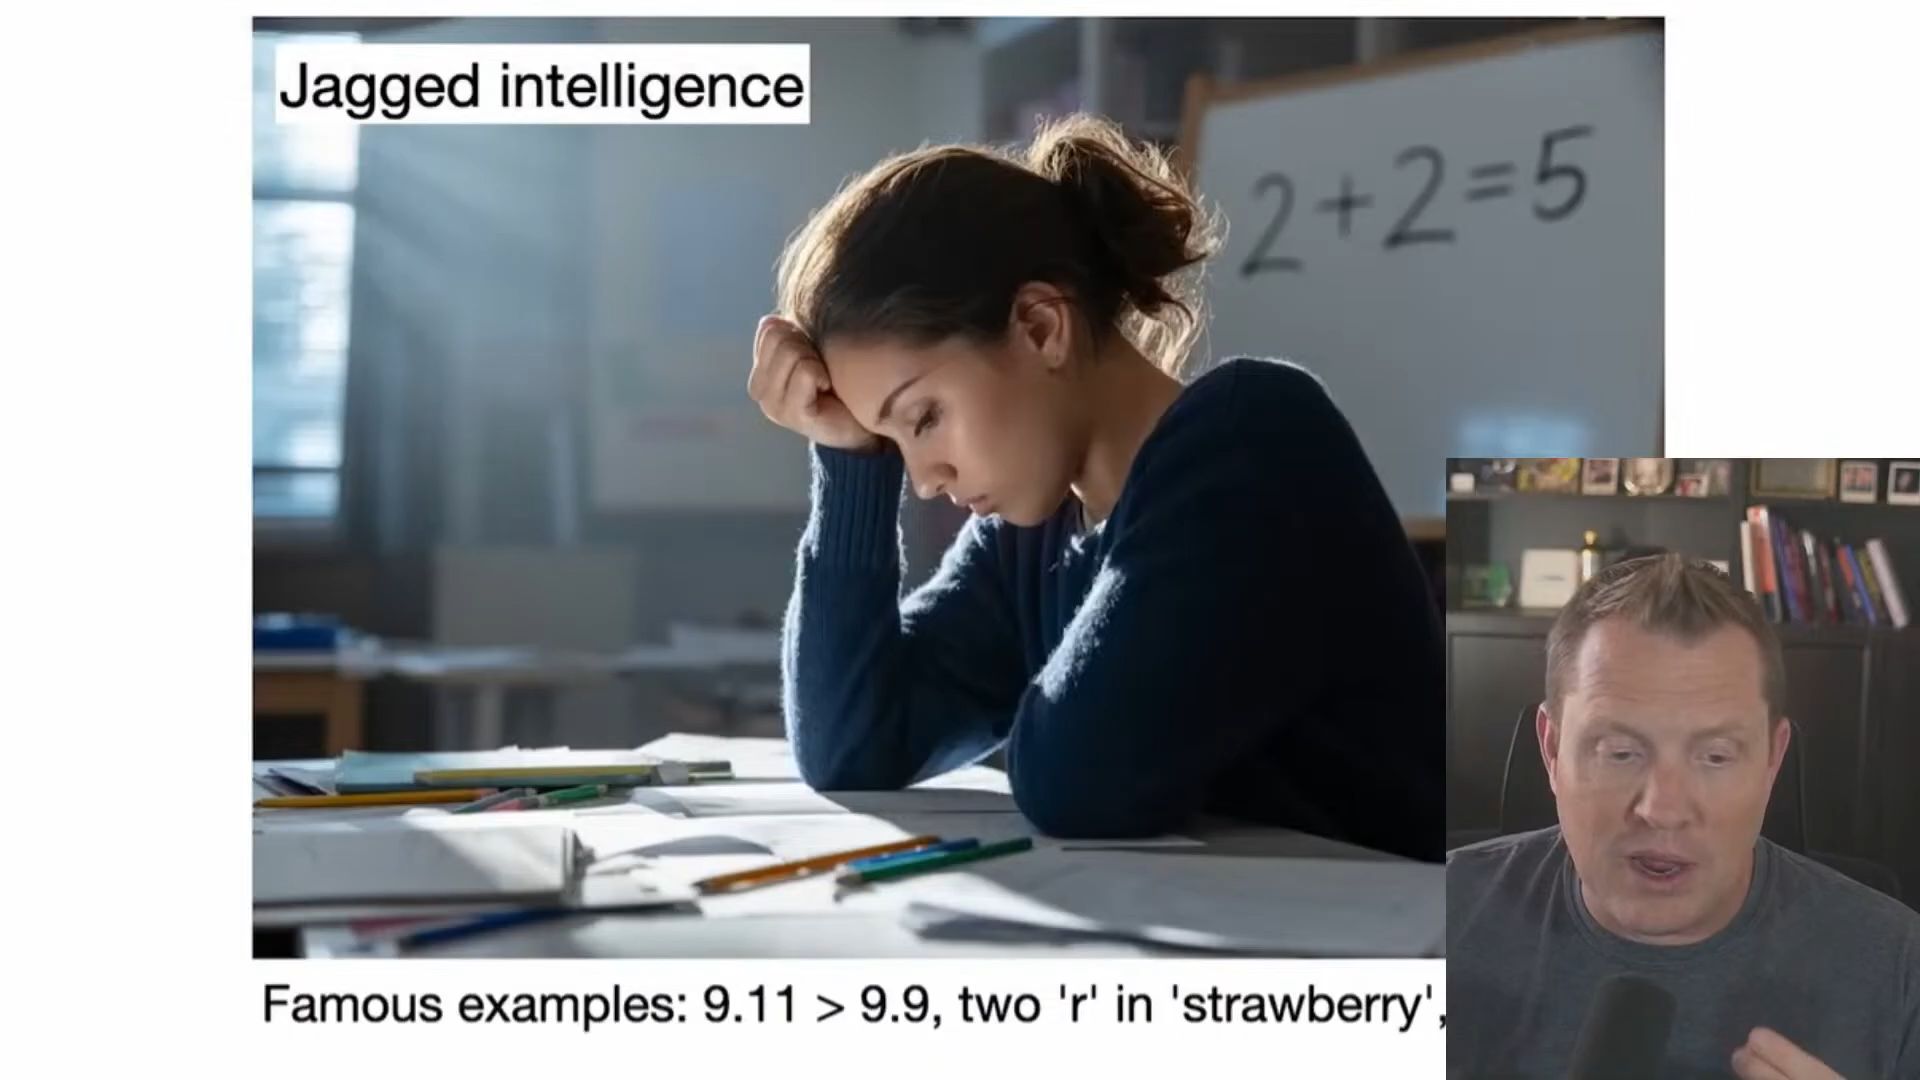 Jagged intelligence
2+2=5
Famous examples: 9.11 > 9.9, two 'r' in 'strawberry',